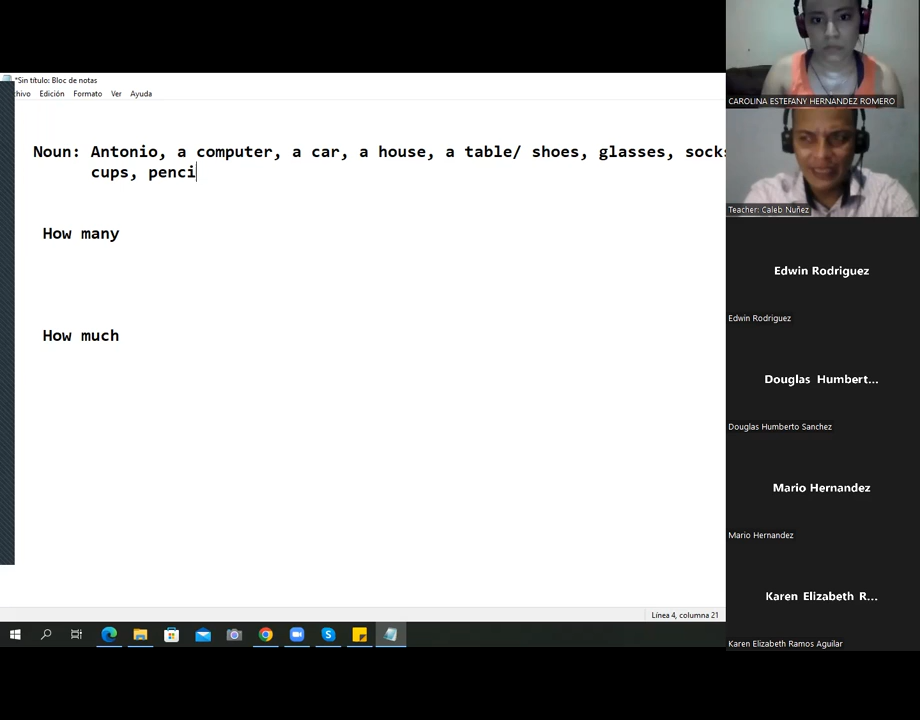 *Sin título: Bloc de notas
hivo Edición Formato Ver Ayuda
Noun: Antonio, a computer, a car, a house, a table/ shoes, glasses, socks
cups, penci
How many
How much
Línea 4, columna 21
CAROLINA ESTEFANY HERNANDEZ ROMERO
Teacher: Caleb Nuñez
Edwin Rodriguez
Edwin Rodriguez
Douglas Humbert...
Douglas Humberto Sanchez
Mario Hernandez
Mario Hernandez
Karen Elizabeth R...
Karen Elizabeth Ramos Aguilar